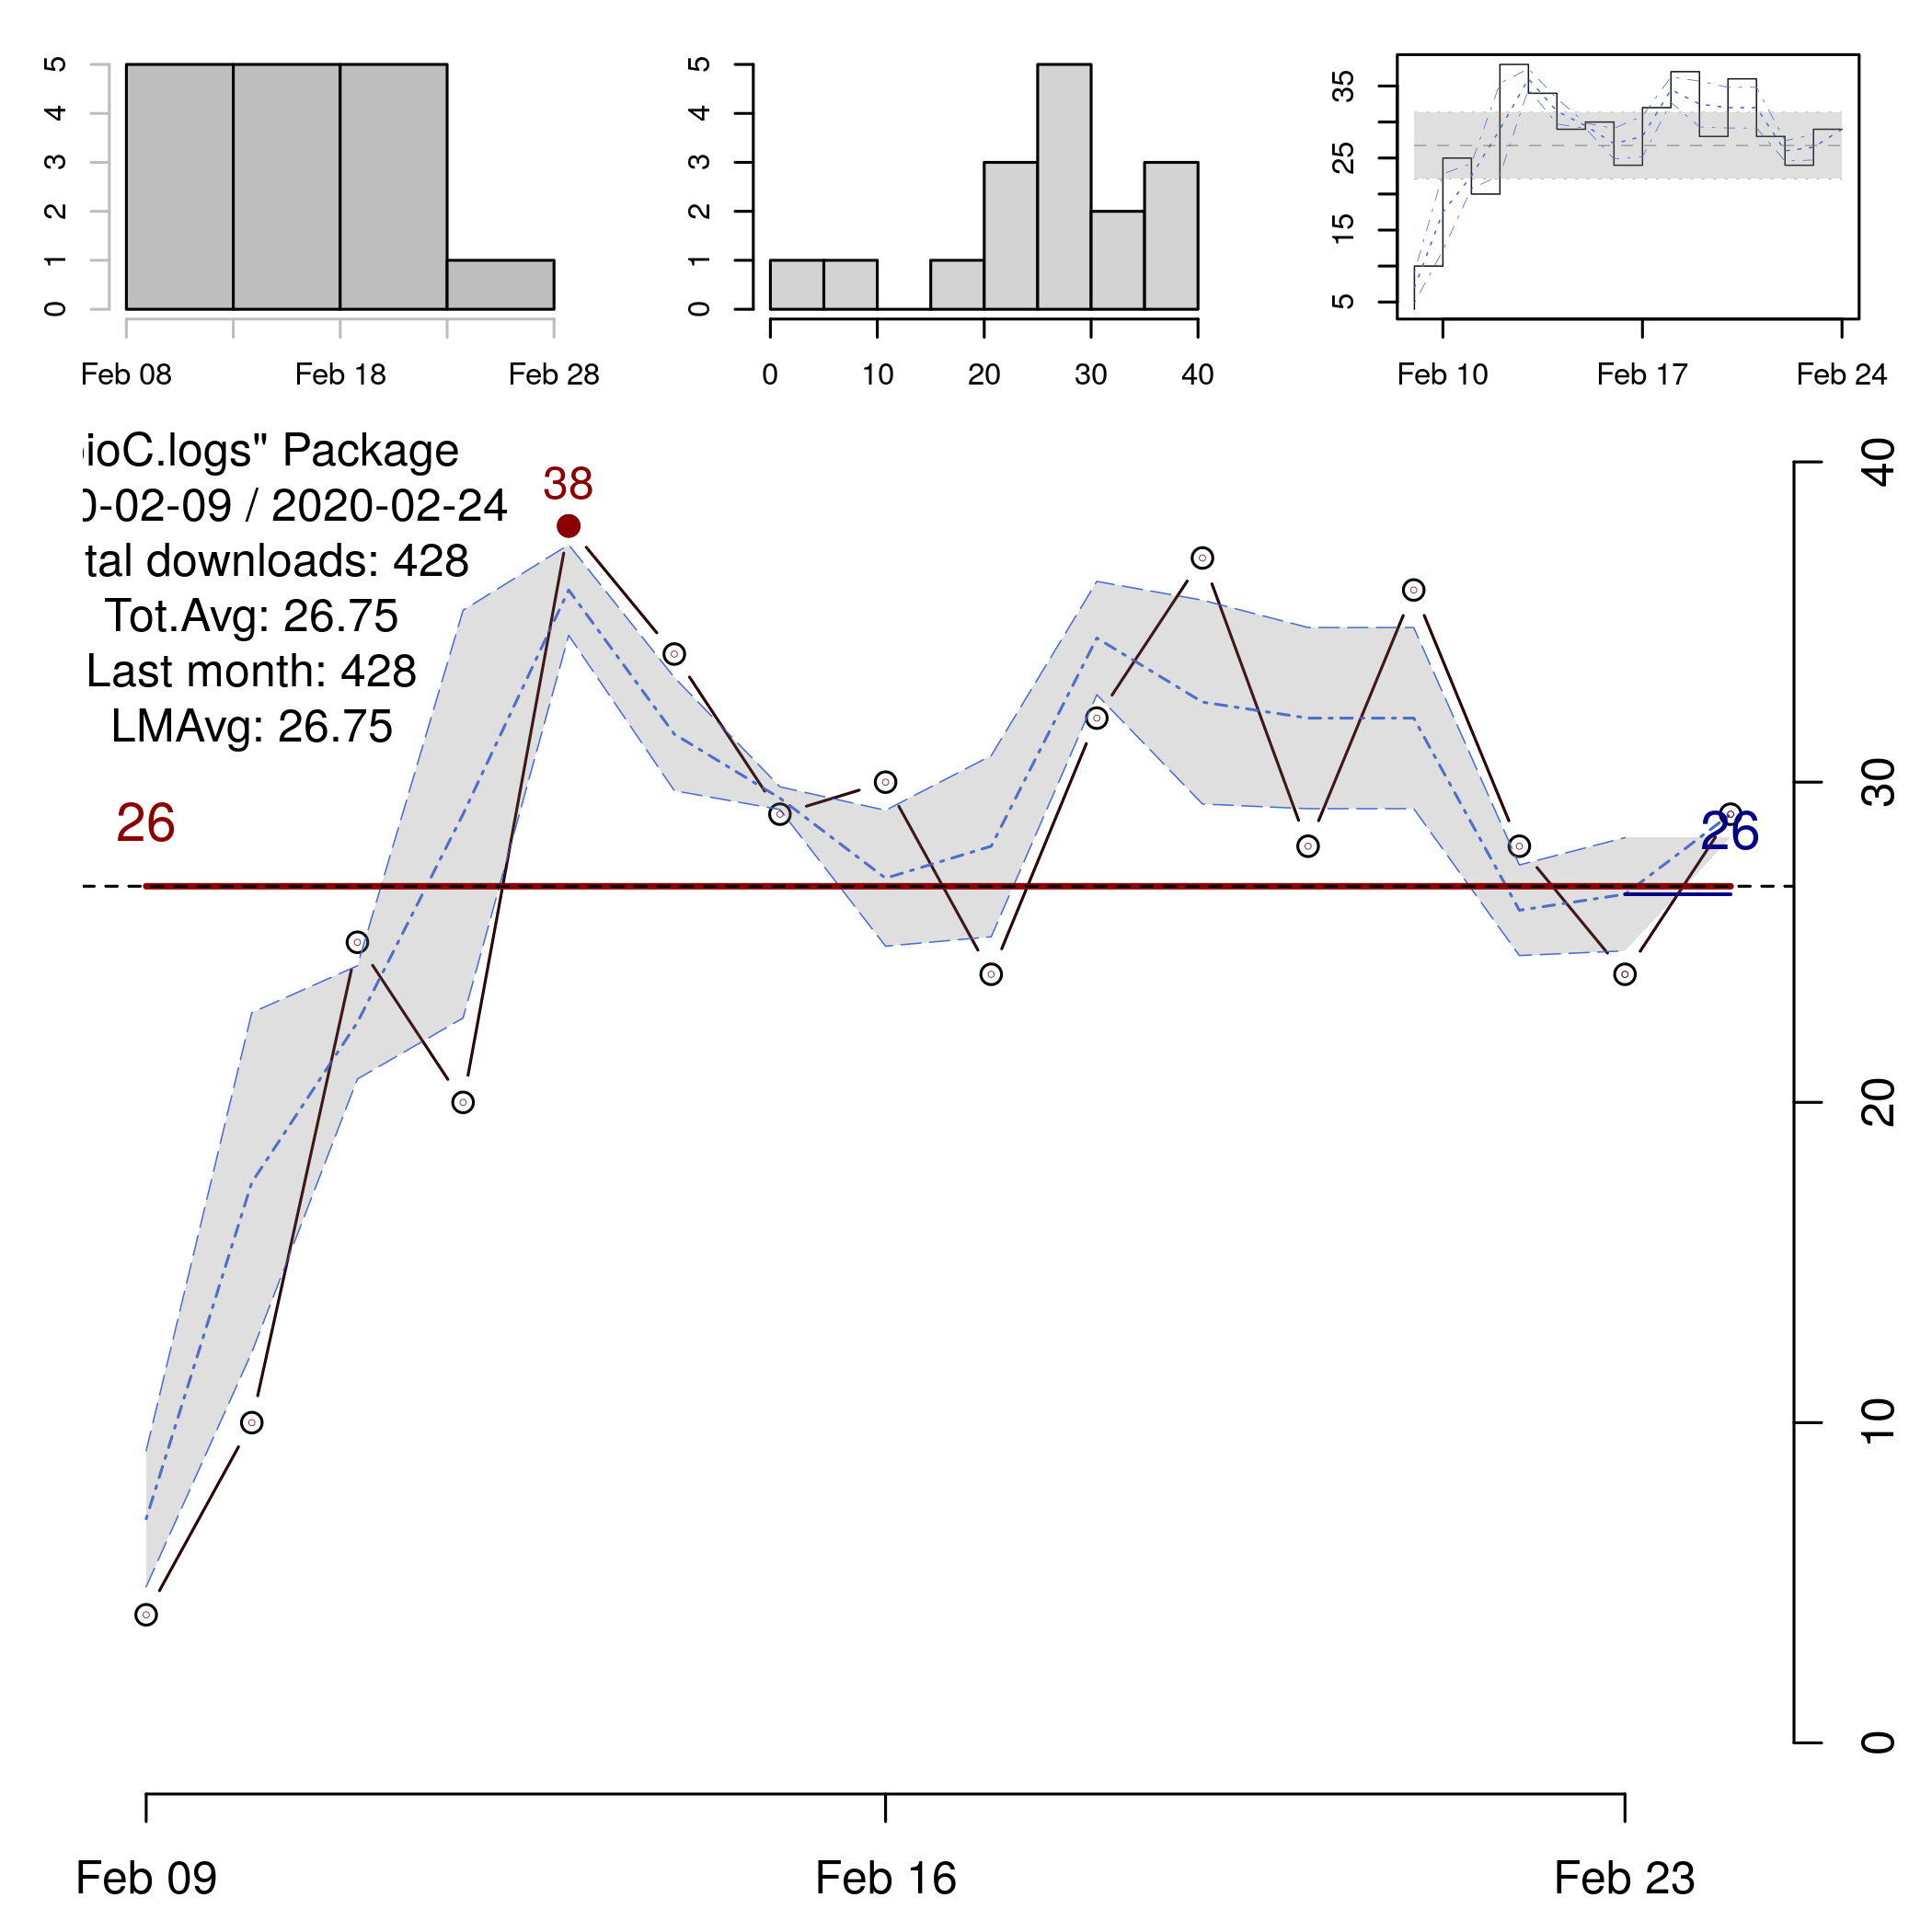 5
4
3
2
1
0
Feb 08 Feb 18 Feb 28
5
4
3
2
1
0
0 10 20 30 40
35
25
15
5
Feb 10 Feb 17 Feb 24
ioC.logs" Package
0-02-09 / 2020-02-24
tal downloads: 428
Tot.Avg: 26.75
Last month: 428
LMAvg: 26.75
38
26
26
40
30
20
10
0
Feb 09 Feb 16 Feb 23